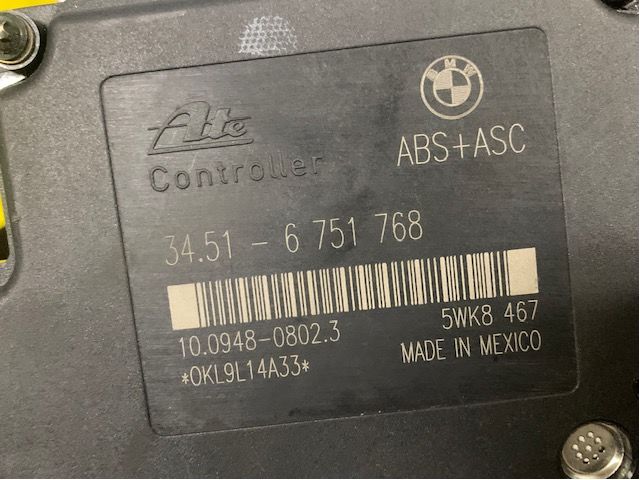 Ate
Controller
BMW
ABS+ASC
34.51 - 6 751 768
10.0948-0802.3
5WK8 467
*0KL9L14A33*
MADE IN MEXICO